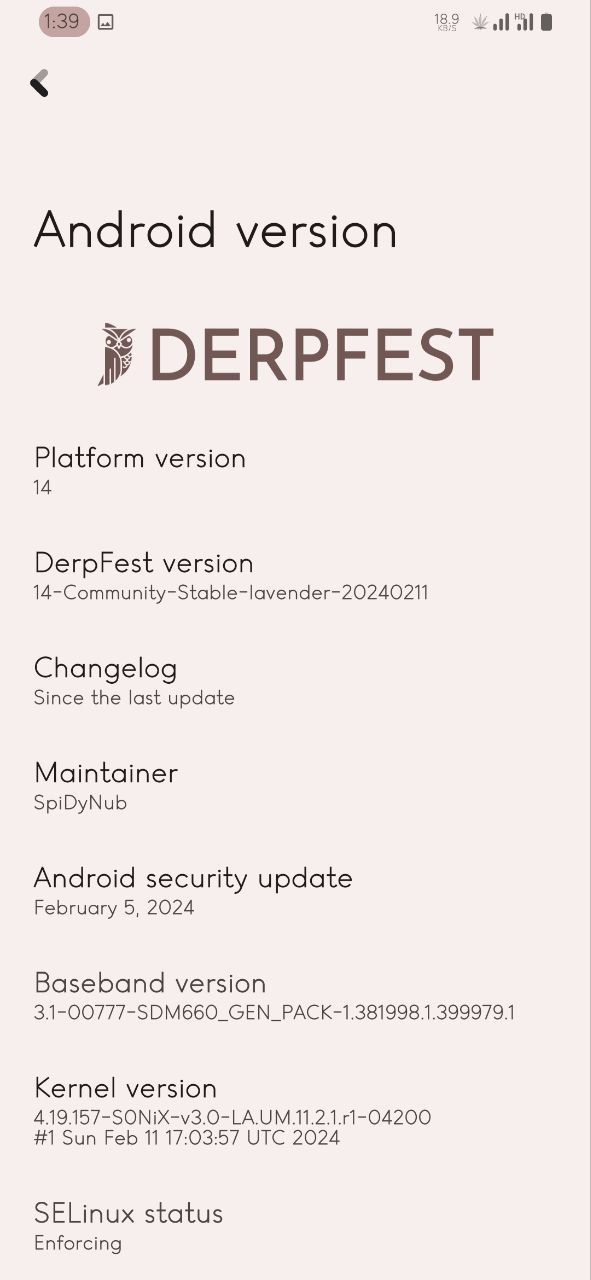 1:39
18.9
KB/S
HD
Android version
DERPFEST
Platform version
14
DerpFest version
14-Community-Stable-lavender-20240211
Changelog
Since the last update
Maintainer
SpiDyNub
Android security update
February 5, 2024
Baseband version
3.1-00777-SDM660_GEN_PACK-1.381998.1.399979.1
Kernel version
4.19.157-S0NiX-v3.0-LA.UM.11.2.1.r1-04200
#1 Sun Feb 11 17:03:57 UTC 2024
SELinux status
Enforcing